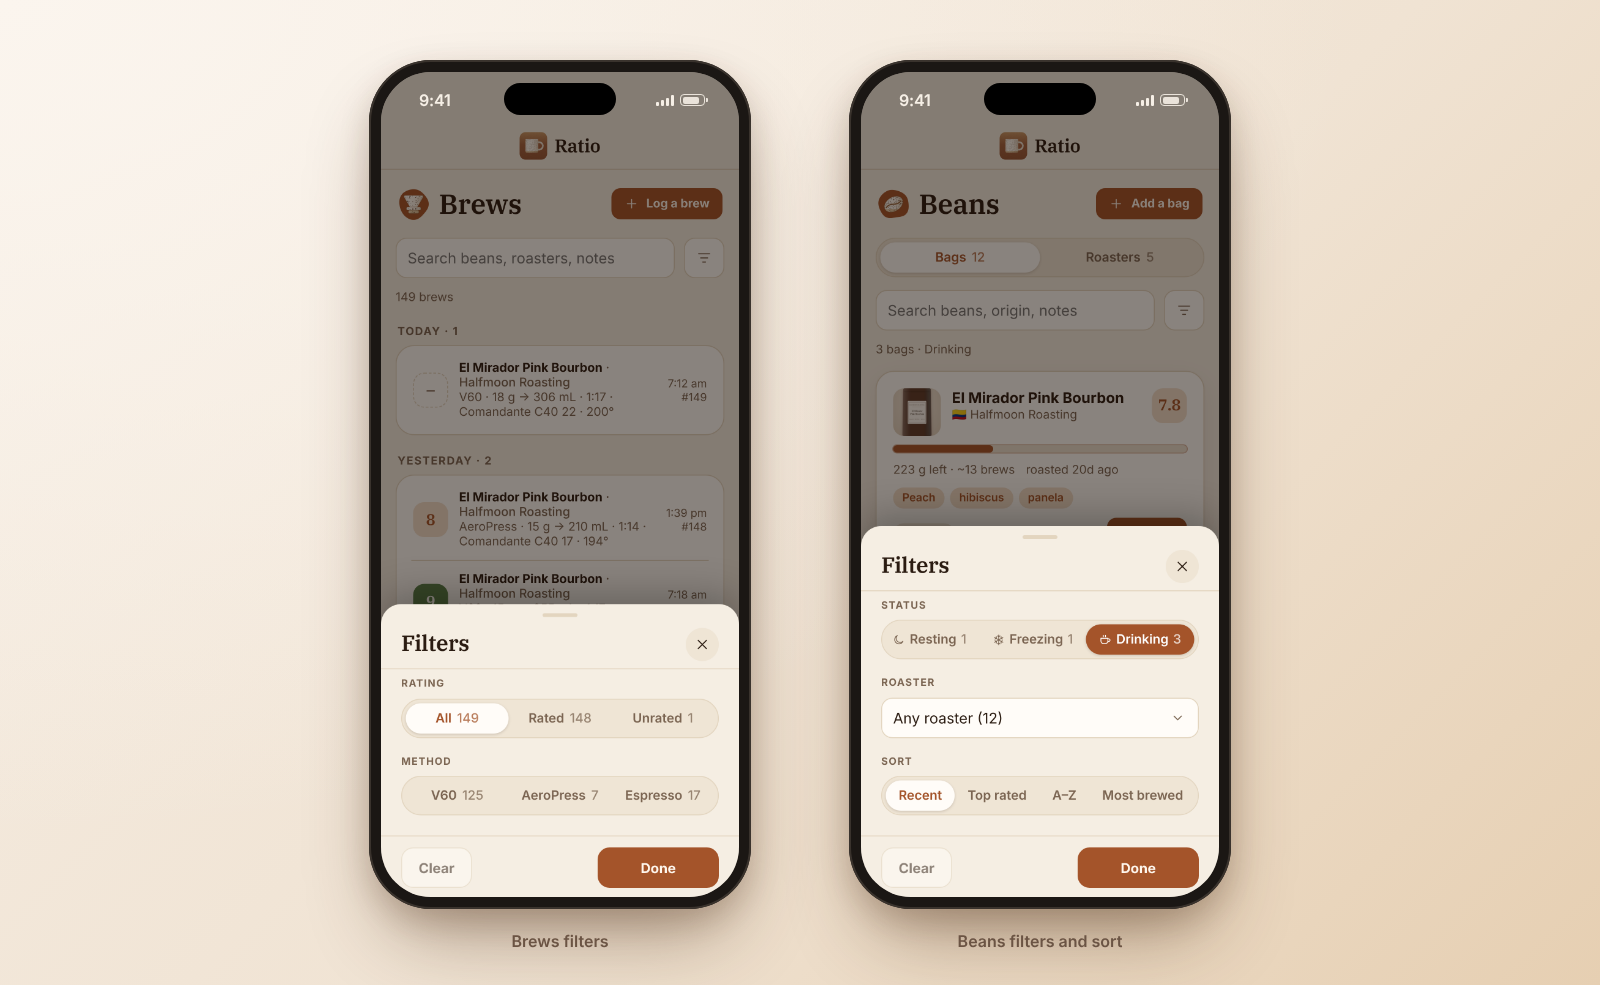 9:41
Ratio
Brews
Log a brew
Search beans, roasters, notes
149 brews
TODAY · 1
–
El Mirador Pink Bourbon ·
Halfmoon Roasting
V60 · 18 g → 306 mL · 1:17 ·
Comandante C40 22 · 200°
7:12 am
#149
YESTERDAY · 2
8
El Mirador Pink Bourbon ·
Halfmoon Roasting
AeroPress · 15 g → 210 mL · 1:14 ·
Comandante C40 17 · 194°
1:39 pm
#148
9
El Mirador Pink Bourbon ·
Halfmoon Roasting
7:18 am
Filters
RATING
All 149
Rated 148
Unrated 1
METHOD
V60 125
AeroPress 7
Espresso 17
Clear
Done
Brews filters
9:41
Ratio
Beans
Add a bag
Bags 12
Roasters 5
Search beans, origin, notes
3 bags · Drinking
El Mirador Pink Bourbon
Halfmoon Roasting
7.8
223 g left · ~13 brews roasted 20d ago
Peach
hibiscus
panela
Filters
STATUS
Resting 1
Freezing 1
Drinking 3
ROASTER
Any roaster (12)
SORT
Recent
Top rated
A–Z
Most brewed
Clear
Done
Beans filters and sort